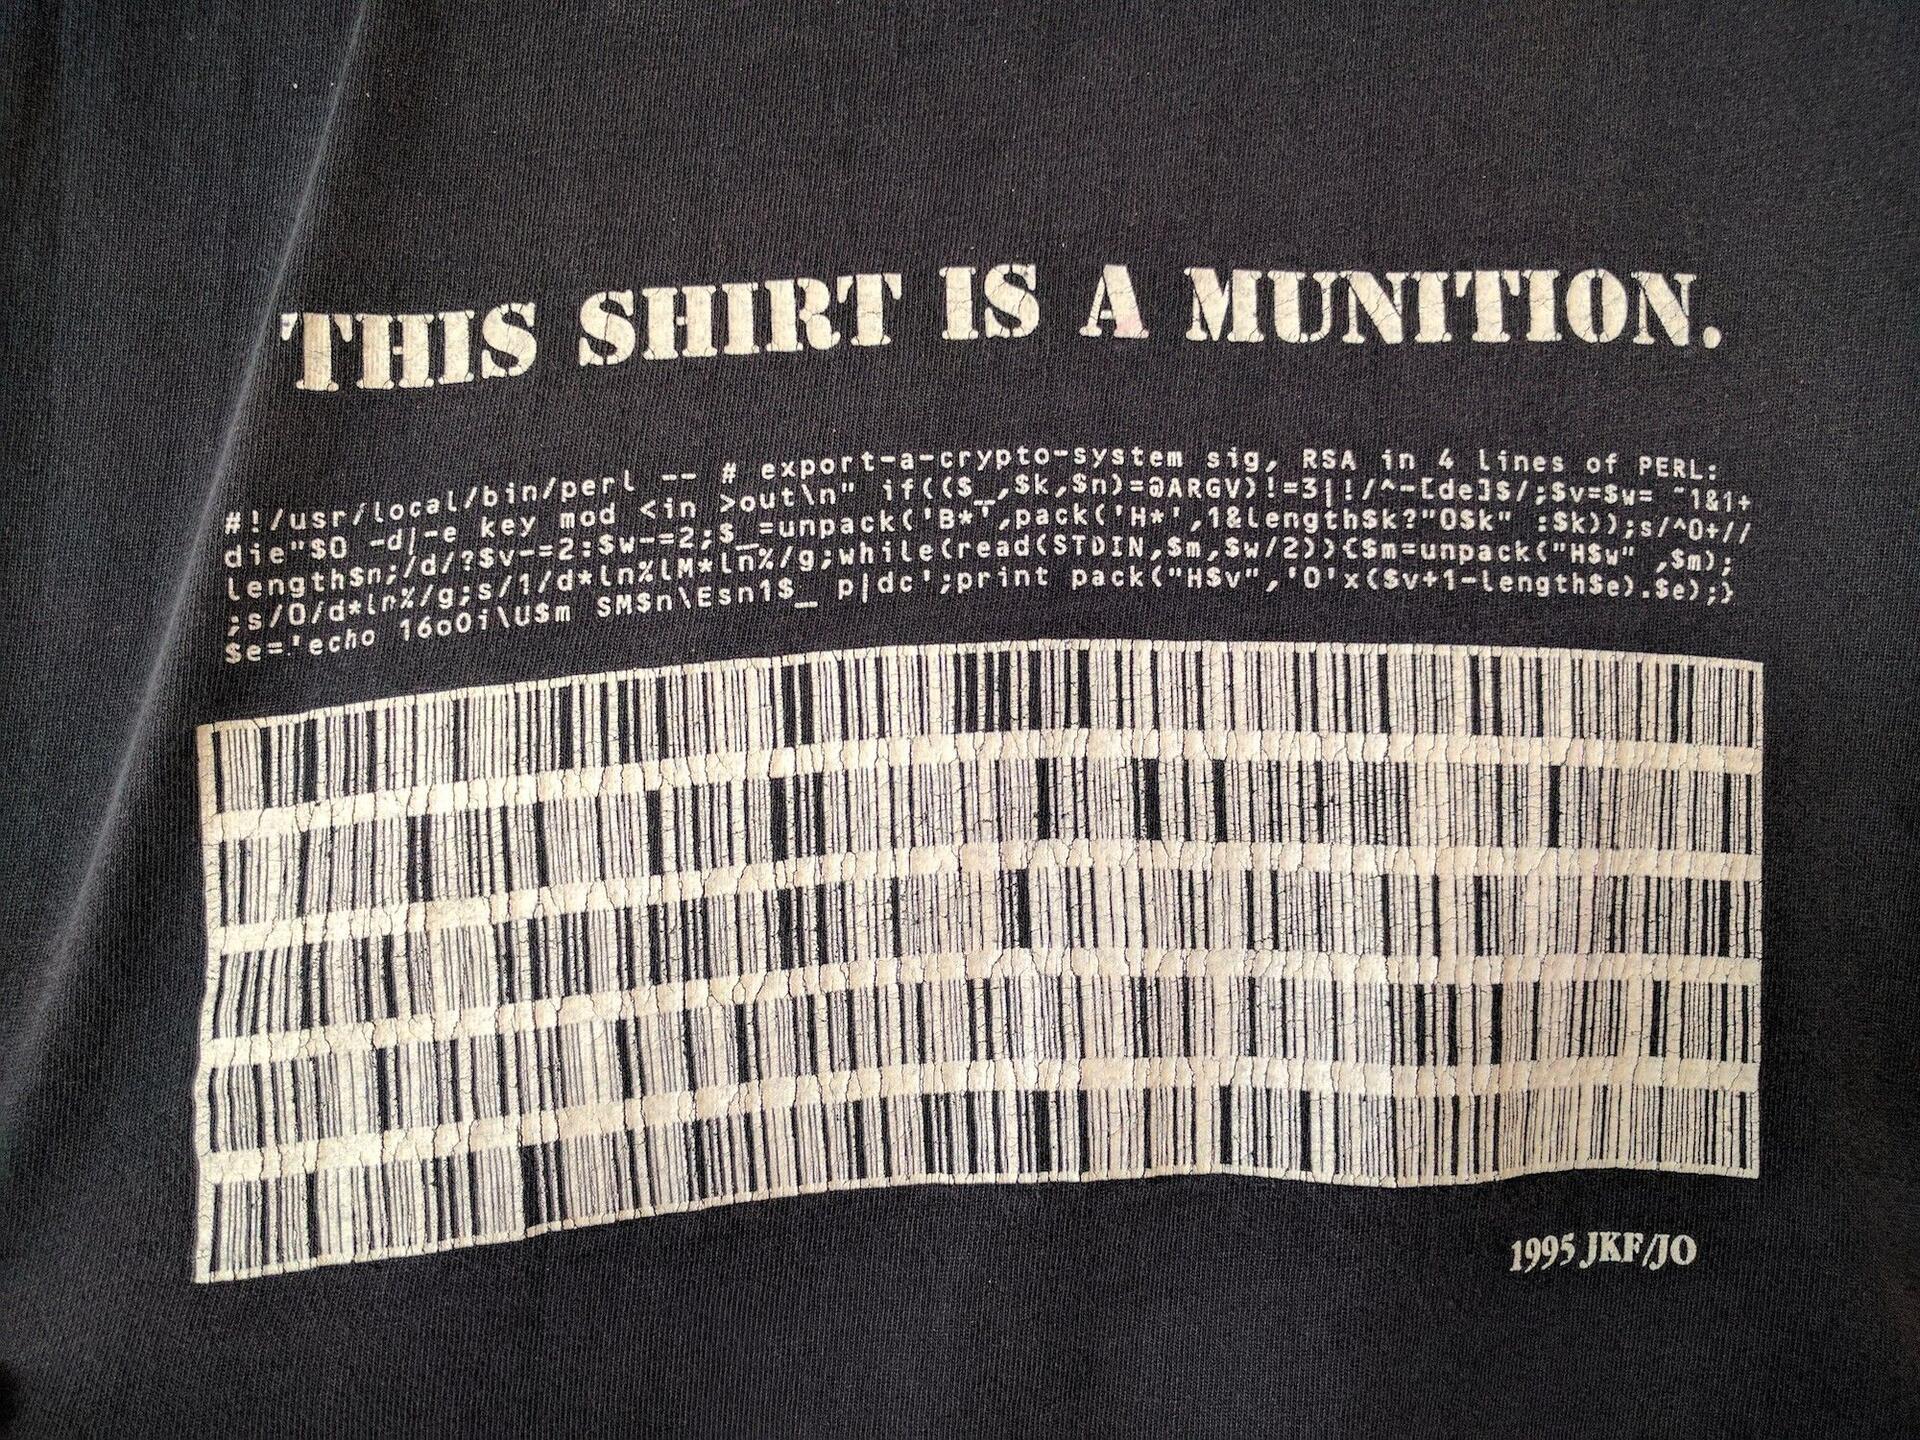 THIS SHIRT IS A MUNITION.
#!/usr/local/bin/perl -- # export-a-crypto-system sig, RSA in 4 lines of PERL:
die"$0 -d|-e key mod <in >out\n" if(($_,$k,$n)=@ARGV)!=3|!/^-[de]$/;$v=$w= ~1&1+
length$n;/d/?$v-=2:$w-=2;$_=unpack('B*',pack('H*',1&length$k?"0$k" :$k));s/^0+//
;s/0/d*ln%/g;s/1/d*ln%lM*ln%/g;while(read(STDIN,$m,$w/2)){$m=unpack("H$w" ,$m);
$e='echo 16o0i\U$m SM$n\Esn1$_ p|dc';print pack("H$v",'0'x($v+1-length$e).$e);}
1995 JKF/JO